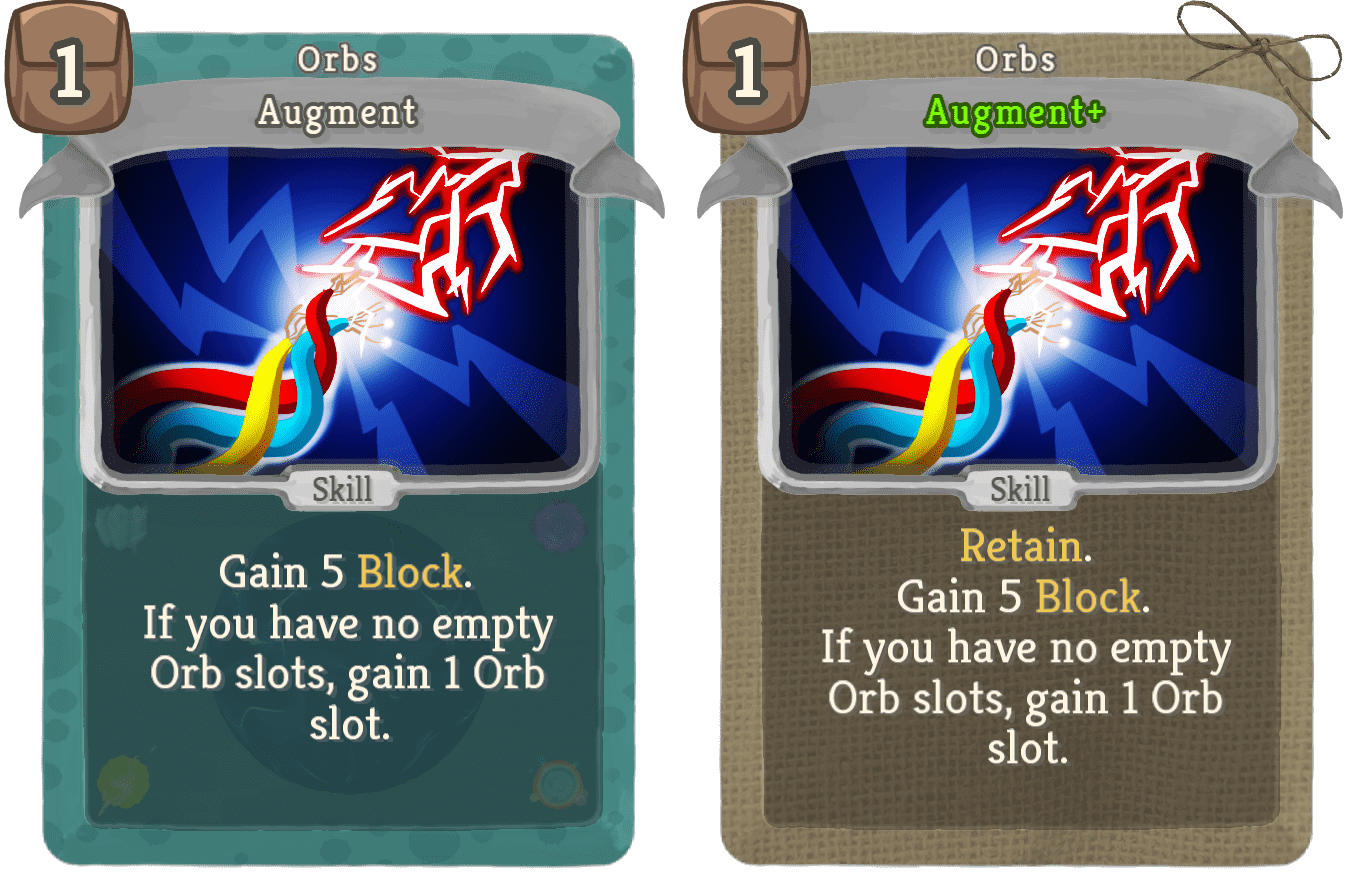 1
Orbs
Augment
Skill
Gain 5 Block.
If you have no empty
Orb slots, gain 1 Orb
slot.
1
Orbs
Augment+
Skill
Retain.
Gain 5 Block.
If you have no empty
Orb slots, gain 1 Orb
slot.